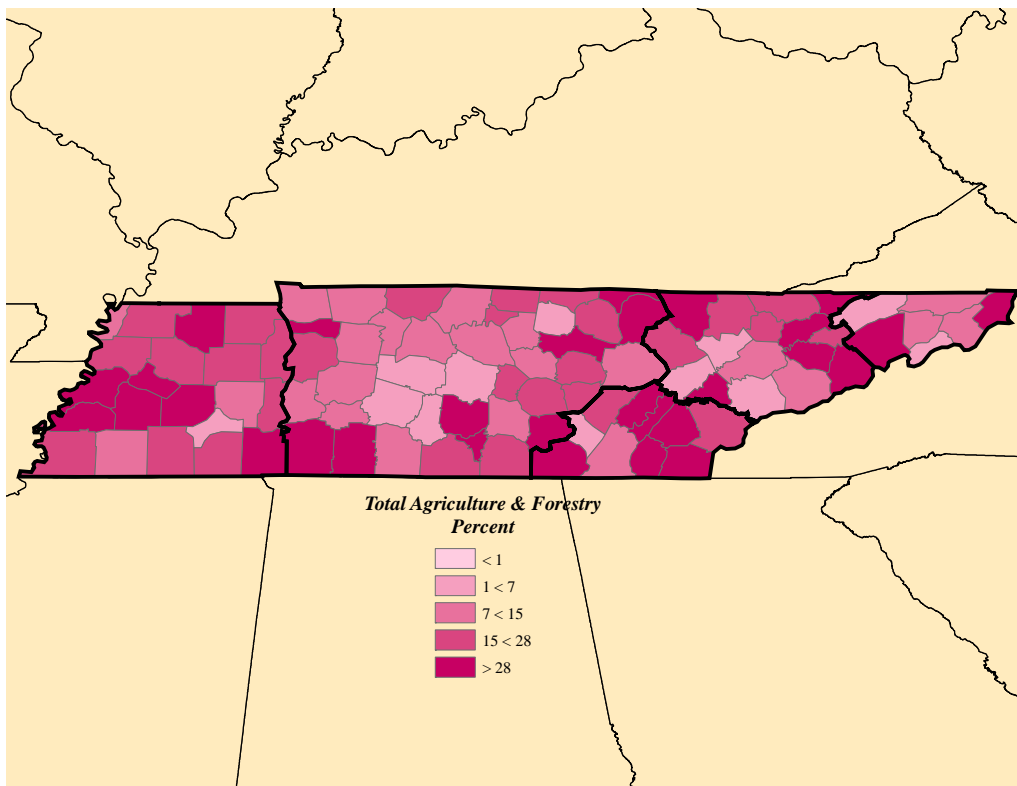 Total Agriculture & Forestry
Percent
< 1
1 < 7
7 < 15
15 < 28
> 28